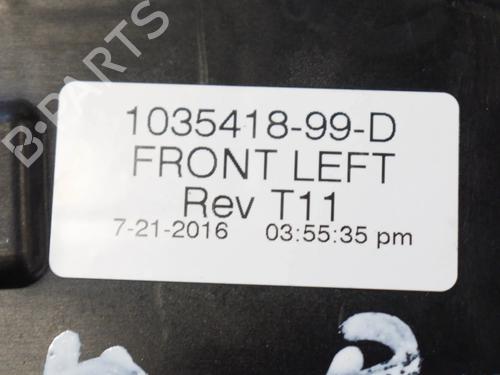 B-PARTS
1035418-99-D
FRONT LEFT
Rev T11
7-21-2016 03:55:35 pm